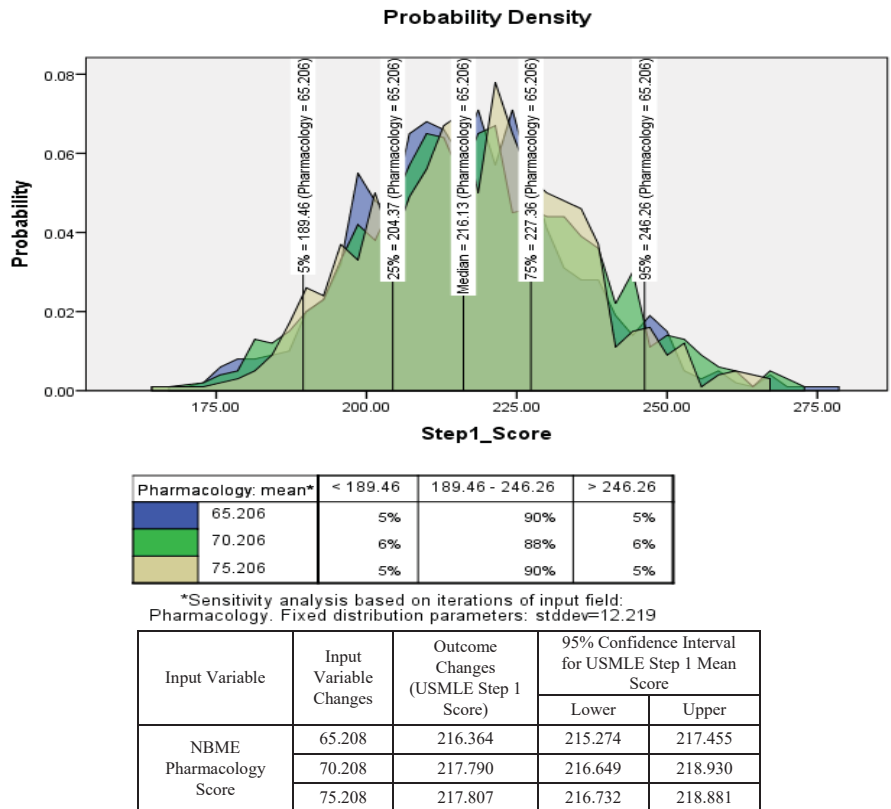 Probability Density
Probability
0.08
0.06
0.04
0.02
0.00
5% = 189.46 (Pharmacology = 65.206)
25% = 204.37 (Pharmacology = 65.206)
Median = 216.13 (Pharmacology = 65.206)
75% = 227.36 (Pharmacology = 65.206)
95% = 246.26 (Pharmacology = 65.206)
175.00 200.00 225.00 250.00 275.00
Step1_Score
Pharmacology: mean* < 189.46 189.46 - 246.26 > 246.26
65.206 5% 90% 5%
70.206 6% 88% 6%
75.206 5% 90% 5%
*Sensitivity analysis based on iterations of input field:
Pharmacology. Fixed distribution parameters: stddev=12.219
Input Variable
Input
Variable
Changes
Outcome
Changes
(USMLE Step 1
Score)
95% Confidence Interval
for USMLE Step 1 Mean
Score
Lower Upper
NBME
Pharmacology
Score
65.208 216.364 215.274 217.455
70.208 217.790 216.649 218.930
75.208 217.807 216.732 218.881